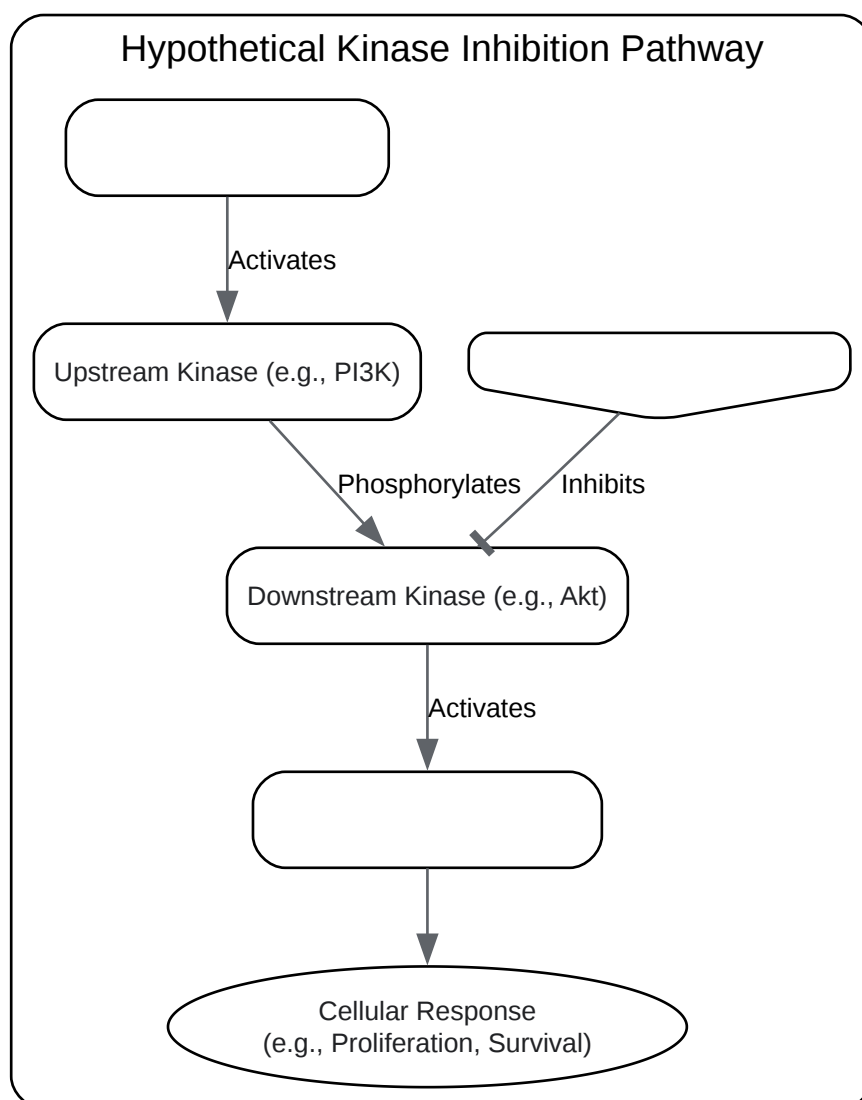 Hypothetical Kinase Inhibition Pathway
Activates
Upstream Kinase (e.g., PI3K)
Phosphorylates
Inhibits
Downstream Kinase (e.g., Akt)
Activates
Cellular Response
(e.g., Proliferation, Survival)